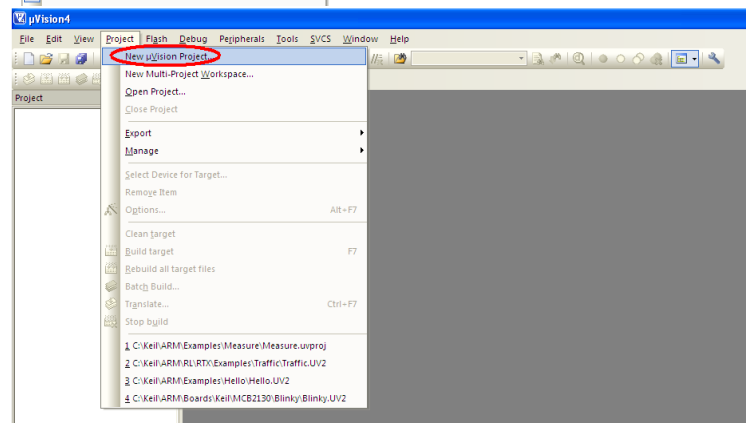 µVision4
File Edit View Project Flash Debug Peripherals Tools SVCS Window Help
New µVision Project...
New Multi-Project Workspace...
Open Project...
Close Project
Export
Manage
Select Device for Target...
Remove Item
Options... Alt+F7
Clean target
Build target F7
Rebuild all target files
Batch Build...
Translate... Ctrl+F7
Stop build
1 C:\Keil\ARM\Examples\Measure\Measure.uvproj
2 C:\Keil\ARM\RL\RTX\Examples\Traffic\Traffic.UV2
3 C:\Keil\ARM\Examples\Hello\Hello.UV2
4 C:\Keil\ARM\Boards\Keil\MCB2130\Blinky\Blinky.UV2
Project